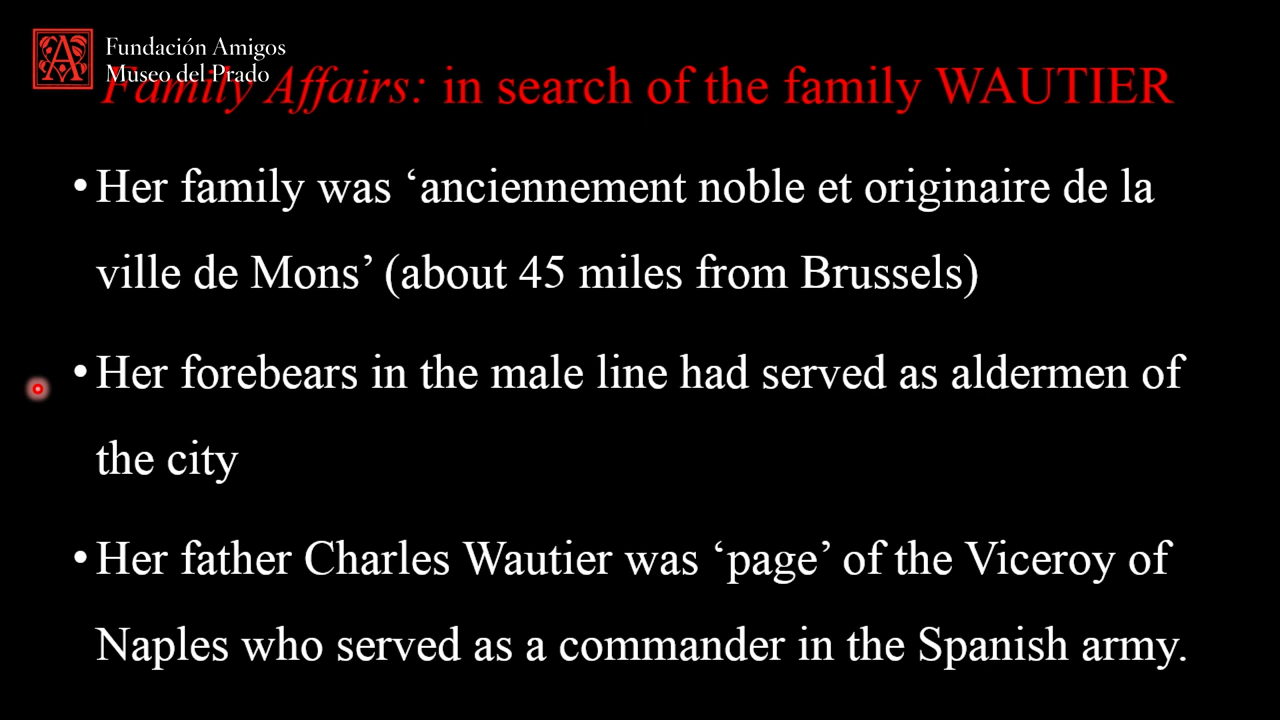 Fundación Amigos
Museo del Prado
Family Affairs: in search of the family WAUTIER
• Her family was ‘anciennement noble et originaire de la
ville de Mons’ (about 45 miles from Brussels)
• Her forebears in the male line had served as aldermen of
the city
• Her father Charles Wautier was ‘page’ of the Viceroy of
Naples who served as a commander in the Spanish army.